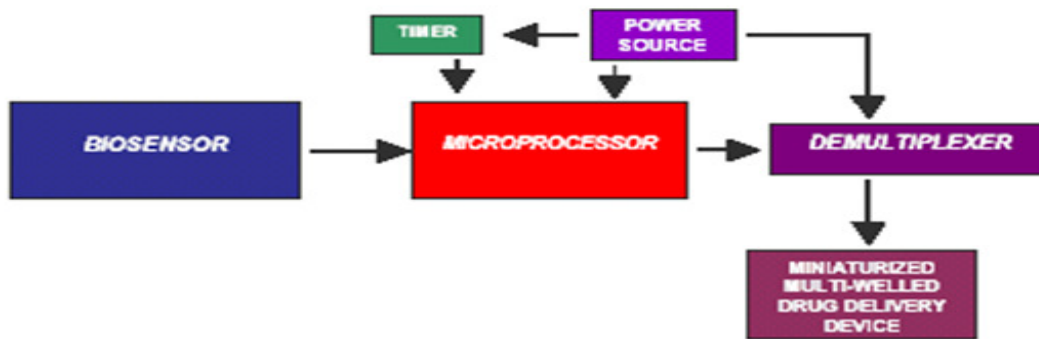 TIMER
POWER
SOURCE
BIOSENSOR
MICROPROCESSOR
DEMULTIPLEXER
MINIATURIZED
MULTI-WELLED
DRUG DELIVERY
DEVICE